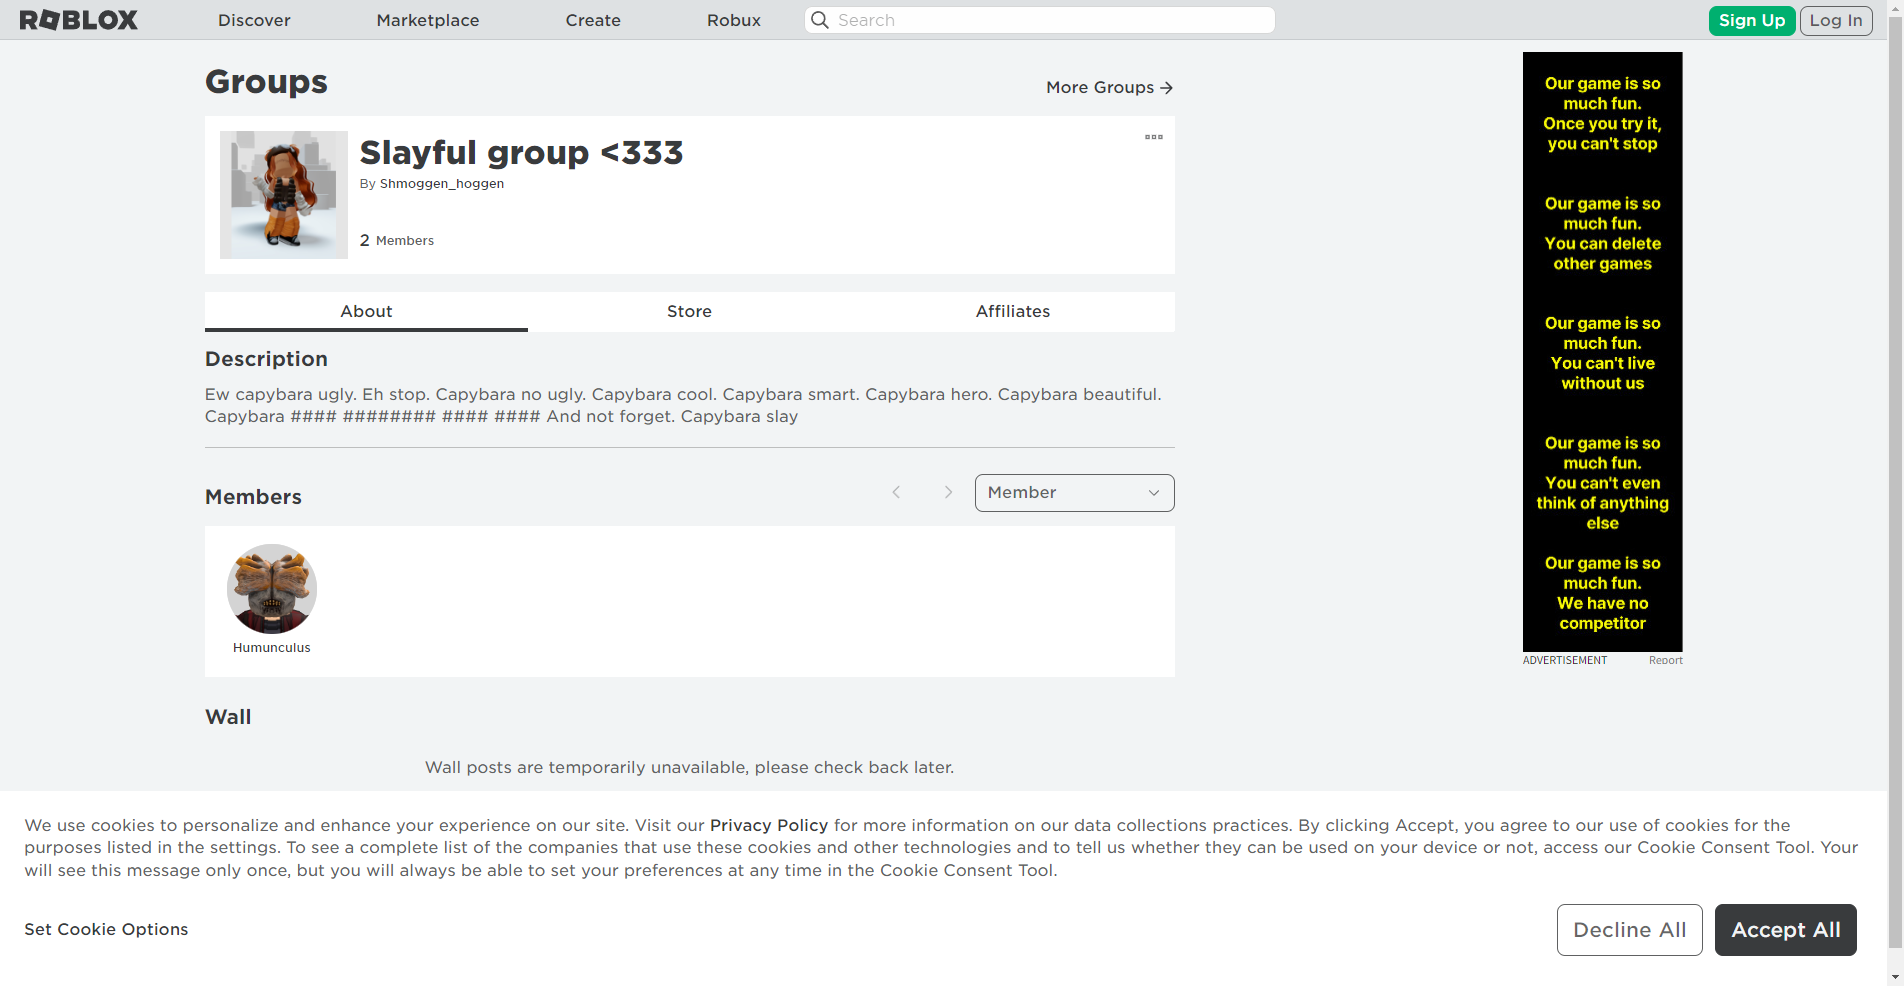 ROBLOX
Discover
Marketplace
Create
Robux
Search
Sign Up
Log In
Groups
More Groups →
Slayful group <333
By Shmoggen_hoggen
2 Members
About
Store
Affiliates
Description
Ew capybara ugly. Eh stop. Capybara no ugly. Capybara cool. Capybara smart. Capybara hero. Capybara beautiful.
Capybara #### ######## #### #### And not forget. Capybara slay
Members
Member
Humunculus
Wall
Wall posts are temporarily unavailable, please check back later.
Our game is so
much fun.
Once you try it,
you can't stop
Our game is so
much fun.
You can delete
other games
Our game is so
much fun.
You can't live
without us
Our game is so
much fun.
You can't even
think of anything
else
Our game is so
much fun.
We have no
competitor
ADVERTISEMENT
Report
We use cookies to personalize and enhance your experience on our site. Visit our Privacy Policy for more information on our data collections practices. By clicking Accept, you agree to our use of cookies for the
purposes listed in the settings. To see a complete list of the companies that use these cookies and other technologies and to tell us whether they can be used on your device or not, access our Cookie Consent Tool. Your
will see this message only once, but you will always be able to set your preferences at any time in the Cookie Consent Tool.
Set Cookie Options
Decline All
Accept All